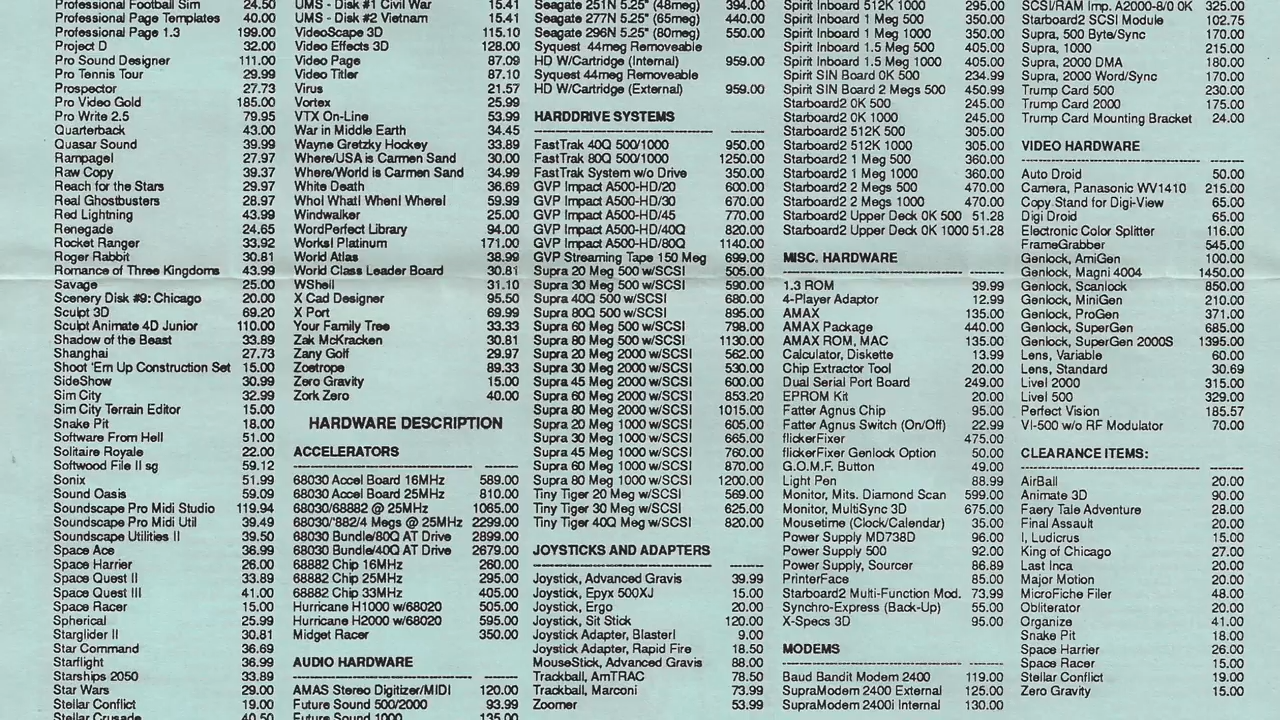 Professional Football Sim 24.50
Professional Page Templates 40.00
Professional Page 1.3 199.00
Project D 32.00
Pro Sound Designer 111.00
Pro Tennis Tour 29.99
Prospector 27.73
Pro Video Gold 185.00
Pro Write 2.5 79.95
Quarterback 43.00
Quasar Sound 39.99
Rampage! 27.97
Raw Copy 39.37
Reach for the Stars 29.97
Real Ghostbusters 28.97
Red Lightning 43.99
Renegade 24.65
Rocket Ranger 33.92
Roger Rabbit 30.81
Romance of Three Kingdoms 43.99
Savage 25.00
Scenery Disk #9: Chicago 20.00
Sculpt 3D 69.20
Sculpt Animate 4D Junior 110.00
Shadow of the Beast 33.89
Shanghai 27.73
Shoot 'Em Up Construction Set 15.00
SideShow 30.99
Sim City 32.99
Sim City Terrain Editor 15.00
Snake Pit 18.00
Software From Hell 51.00
Solitaire Royale 22.00
Softwood File II sg 59.12
Sonix 51.99
Sound Oasis 59.09
Soundscape Pro Midi Studio 119.94
Soundscape Pro Midi Util 39.49
Soundscape Utilities II 39.50
Space Ace 36.99
Space Harrier 26.00
Space Quest II 33.89
Space Quest III 41.00
Space Racer 15.00
Spherical 25.99
Starglider II 30.81
Star Command 36.69
Starflight 36.99
Starships 2050 33.89
Star Wars 29.00
Stellar Conflict 19.00
Stellar Crusade 40.50
UMS - Disk #1 Civil War 15.41
UMS - Disk #2 Vietnam 15.41
VideoScape 3D 115.10
Video Effects 3D 128.00
Video Page 87.09
Video Titler 87.10
Virus 21.57
Vortex 25.99
VTX On-Line 53.99
War in Middle Earth 34.45
Wayne Gretzky Hockey 33.89
Where/USA is Carmen Sand 30.00
Where/World is Carmen Sand 34.99
White Death 36.69
Who! What! When! Where! 59.99
Windwalker 25.00
WordPerfect Library 94.00
Works! Platinum 171.00
World Atlas 38.99
World Class Leader Board 30.81
WShell 31.10
X Cad Designer 95.50
X Port 69.99
Your Family Tree 33.33
Zak McKracken 30.81
Zany Golf 29.97
Zoetrope 89.33
Zero Gravity 15.00
Zork Zero 40.00
HARDWARE DESCRIPTION
ACCELERATORS
68030 Accel Board 16MHz 589.00
68030 Accel Board 25MHz 810.00
68030/68882 @ 25MHz 1065.00
68030/'882/4 Megs @ 25MHz 2299.00
68030 Bundle/80Q AT Drive 2899.00
68030 Bundle/40Q AT Drive 2679.00
68882 Chip 16MHz 260.00
68882 Chip 25MHz 295.00
68882 Chip 33MHz 405.00
Hurricane H1000 w/68020 505.00
Hurricane H2000 w/68020 595.00
Midget Racer 350.00
AUDIO HARDWARE
AMAS Stereo Digitizer/MIDI 120.00
Future Sound 500/2000 93.99
Future Sound 1000 135.00
Seagate 251N 5.25" (48meg) 394.00
Seagate 277N 5.25" (65meg) 440.00
Seagate 296N 5.25" (80meg) 550.00
Syquest 44meg Removeable
HD W/Cartridge (Internal) 959.00
Syquest 44meg Removeable
HD W/Cartridge (External) 959.00
HARDDRIVE SYSTEMS
FastTrak 40Q 500/1000 950.00
FastTrak 80Q 500/1000 1250.00
FastTrak System w/o Drive 350.00
GVP Impact A500-HD/20 600.00
GVP Impact A500-HD/30 670.00
GVP Impact A500-HD/45 770.00
GVP Impact A500-HD/40Q 820.00
GVP Impact A500-HD/80Q 1140.00
GVP Streaming Tape 150 Meg 699.00
Supra 20 Meg 500 w/SCSI 505.00
Supra 30 Meg 500 w/SCSI 590.00
Supra 40Q 500 w/SCSI 680.00
Supra 80Q 500 w/SCSI 895.00
Supra 60 Meg 500 w/SCSI 798.00
Supra 80 Meg 500 w/SCSI 1130.00
Supra 20 Meg 2000 w/SCSI 562.00
Supra 30 Meg 2000 w/SCSI 530.00
Supra 45 Meg 2000 w/SCSI 600.00
Supra 60 Meg 2000 w/SCSI 853.20
Supra 80 Meg 2000 w/SCSI 1015.00
Supra 20 Meg 1000 w/SCSI 605.00
Supra 30 Meg 1000 w/SCSI 665.00
Supra 45 Meg 1000 w/SCSI 760.00
Supra 60 Meg 1000 w/SCSI 870.00
Supra 80 Meg 1000 w/SCSI 1200.00
Tiny Tiger 20 Meg w/SCSI 569.00
Tiny Tiger 30 Meg w/SCSI 625.00
Tiny Tiger 40Q Meg w/SCSI 820.00
JOYSTICKS AND ADAPTERS
Joystick, Advanced Gravis 39.99
Joystick, Epyx 500XJ 15.00
Joystick, Ergo 20.00
Joystick, Sit Stick 120.00
Joystick Adapter, Blaster! 9.00
Joystick Adapter, Rapid Fire 18.50
MouseStick, Advanced Gravis 88.00
Trackball, AmTRAC 78.50
Trackball, Marconi 73.99
Zoomer 53.99
Spirit Inboard 512K 1000 295.00
Spirit Inboard 1 Meg 500 350.00
Spirit Inboard 1 Meg 1000 350.00
Spirit Inboard 1.5 Meg 500 405.00
Spirit Inboard 1.5 Meg 1000 405.00
Spirit SIN Board 0K 500 234.99
Spirit SIN Board 2 Megs 500 450.99
Starboard2 0K 500 245.00
Starboard2 0K 1000 245.00
Starboard2 512K 500 305.00
Starboard2 512K 1000 305.00
Starboard2 1 Meg 500 360.00
Starboard2 1 Meg 1000 360.00
Starboard2 2 Megs 500 470.00
Starboard2 2 Megs 1000 470.00
Starboard2 Upper Deck 0K 500 51.28
Starboard2 Upper Deck 0K 1000 51.28
MISC. HARDWARE
1.3 ROM 39.99
4-Player Adaptor 12.99
AMAX 135.00
AMAX Package 440.00
AMAX ROM, MAC 135.00
Calculator, Diskette 13.99
Chip Extractor Tool 20.00
Dual Serial Port Board 249.00
EPROM Kit 20.00
Fatter Agnus Chip 95.00
Fatter Agnus Switch (On/Off) 22.99
flickerFixer 475.00
flickerFixer Genlock Option 50.00
G.O.M.F. Button 49.00
Light Pen 88.99
Monitor, Mits. Diamond Scan 599.00
Monitor, MultiSync 3D 675.00
Mousetime (Clock/Calendar) 35.00
Power Supply MD738D 96.00
Power Supply 500 92.00
Power Supply, Sourcer 86.89
PrinterFace 85.00
Starboard2 Multi-Function Mod. 73.99
Synchro-Express (Back-Up) 55.00
X-Specs 3D 95.00
MODEMS
Baud Bandit Modem 2400 119.00
SupraModem 2400 External 125.00
SupraModem 2400i Internal 130.00
SCSI/RAM Imp. A2000-8/0 0K 325.00
Starboard2 SCSI Module 102.75
Supra, 500 Byte/Sync 170.00
Supra, 1000 215.00
Supra, 2000 DMA 180.00
Supra, 2000 Word/Sync 170.00
Trump Card 500 230.00
Trump Card 2000 175.00
Trump Card Mounting Bracket 24.00
VIDEO HARDWARE
Auto Droid 50.00
Camera, Panasonic WV1410 215.00
Copy Stand for Digi-View 65.00
Digi Droid 65.00
Electronic Color Splitter 116.00
FrameGrabber 545.00
Genlock, AmiGen 100.00
Genlock, Magni 4004 1450.00
Genlock, Scanlock 850.00
Genlock, MiniGen 210.00
Genlock, ProGen 371.00
Genlock, SuperGen 685.00
Genlock, SuperGen 2000S 1395.00
Lens, Variable 60.00
Lens, Standard 30.69
Live! 2000 315.00
Live! 500 329.00
Perfect Vision 185.57
VI-500 w/o RF Modulator 70.00
CLEARANCE ITEMS:
AirBall 20.00
Animate 3D 90.00
Faery Tale Adventure 28.00
Final Assault 20.00
I, Ludicrus 15.00
King of Chicago 27.00
Last Inca 20.00
Major Motion 20.00
MicroFiche Filer 48.00
Obliterator 20.00
Organize 41.00
Snake Pit 18.00
Space Harrier 26.00
Space Racer 15.00
Stellar Conflict 19.00
Zero Gravity 15.00